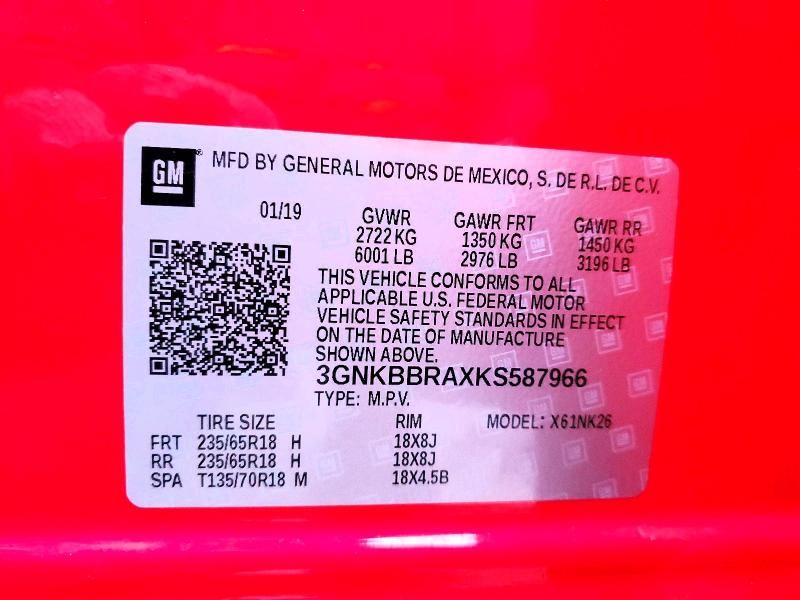 GM® MFD BY GENERAL MOTORS DE MEXICO, S. DE R.L. DE C.V.
01/19 GVWR GAWR FRT GAWR RR
2722 KG 1350 KG 1450 KG
6001 LB 2976 LB 3196 LB
THIS VEHICLE CONFORMS TO ALL
APPLICABLE U.S. FEDERAL MOTOR
VEHICLE SAFETY STANDARDS IN EFFECT
ON THE DATE OF MANUFACTURE
SHOWN ABOVE.
3GNKBBRAXKS587966
TYPE: M.P.V.
TIRE SIZE RIM MODEL: X61NK26
FRT 235/65R18 H 18X8J
RR 235/65R18 H 18X8J
SPA T135/70R18 M 18X4.5B